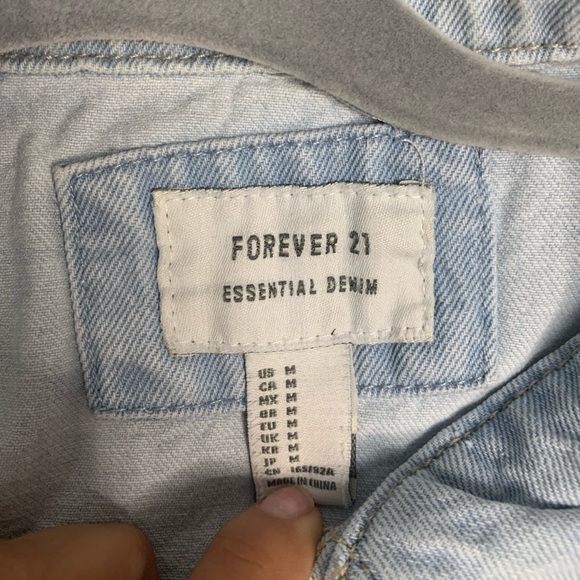 FOREVER 21
ESSENTIAL DENIM
US M
CA M
MX M
BR M
EU M
UK M
KR M
JP M
CN 165/92A
MADE IN CHINA